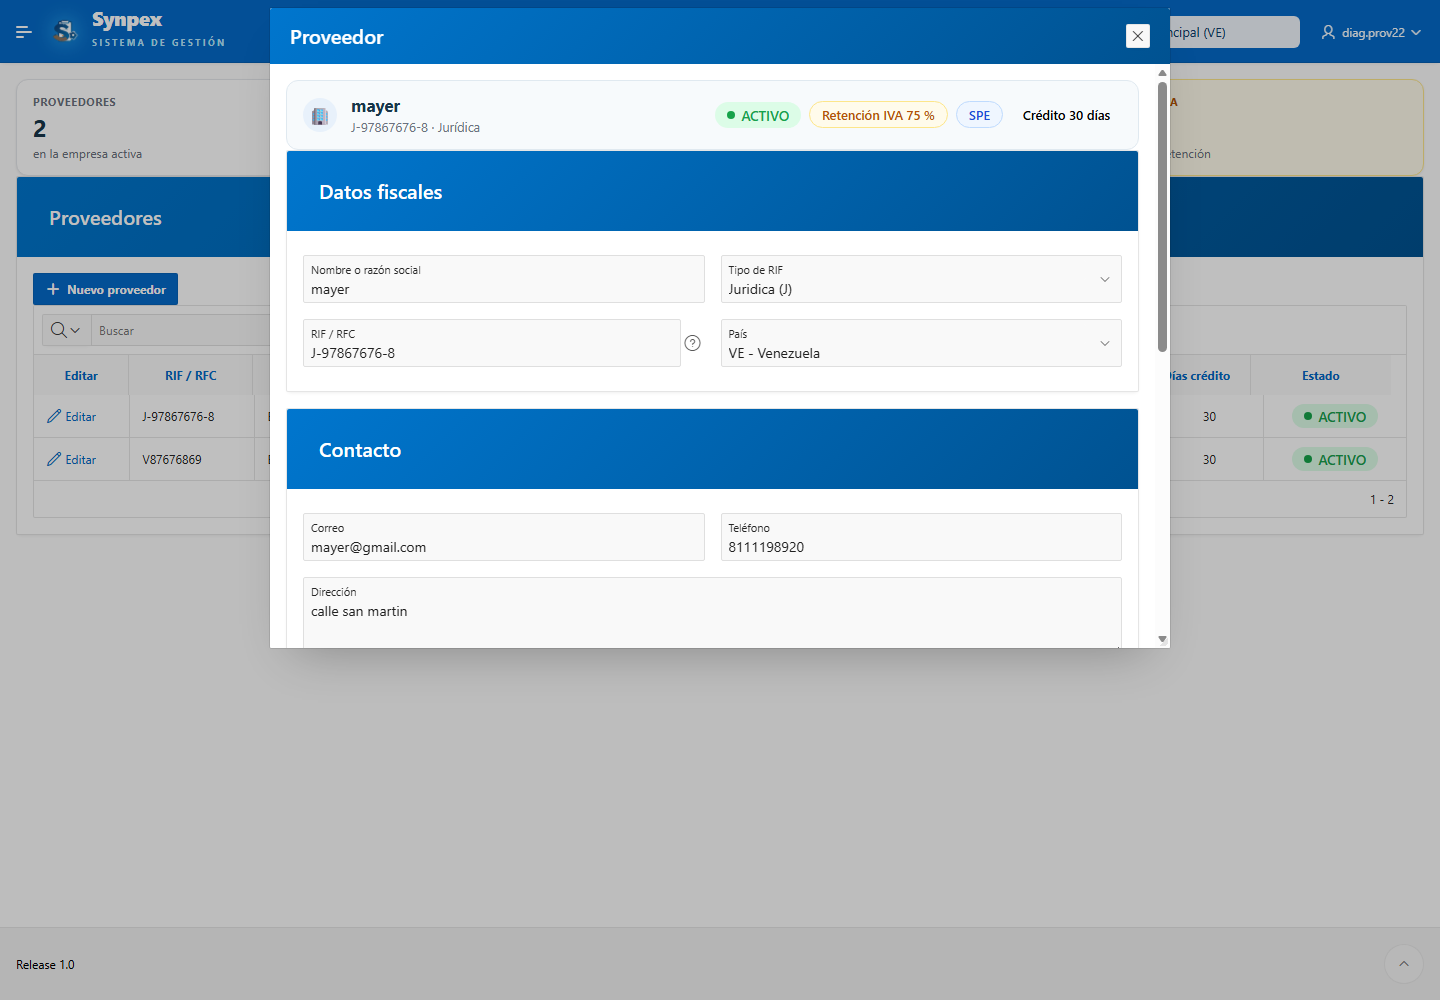 Synpex
SISTEMA DE GESTIÓN
Proveedor
ncipal (VE)
diag.prov22
PROVEEDORES
2
en la empresa activa
mayer
J-97867676-8 · Jurídica
ACTIVO
Retención IVA 75 %
SPE
Crédito 30 días
A
etención
Proveedores
Datos fiscales
Nombre o razón social
mayer
Tipo de RIF
Juridica (J)
RIF / RFC
J-97867676-8
País
VE - Venezuela
Nuevo proveedor
Buscar
Editar
RIF / RFC
Días crédito
Estado
Editar
J-97867676-8
30
ACTIVO
Editar
V87676869
30
ACTIVO
1 - 2
Contacto
Correo
mayer@gmail.com
Teléfono
8111198920
Dirección
calle san martin
Release 1.0